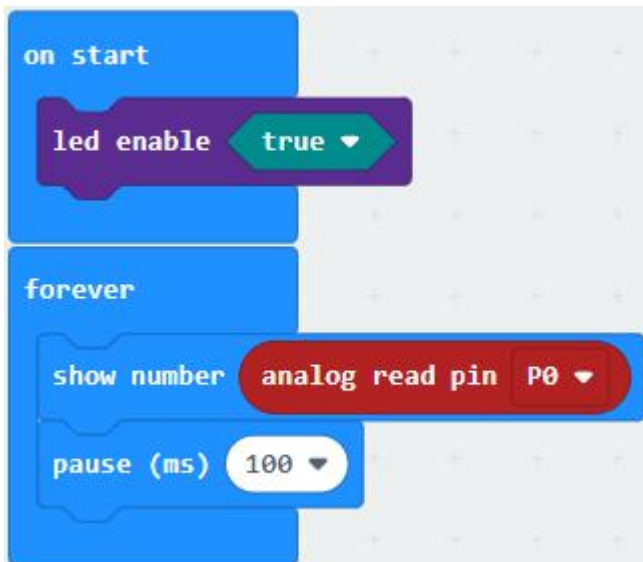 on start
led enable true
forever
show number analog read pin P0
pause (ms) 100